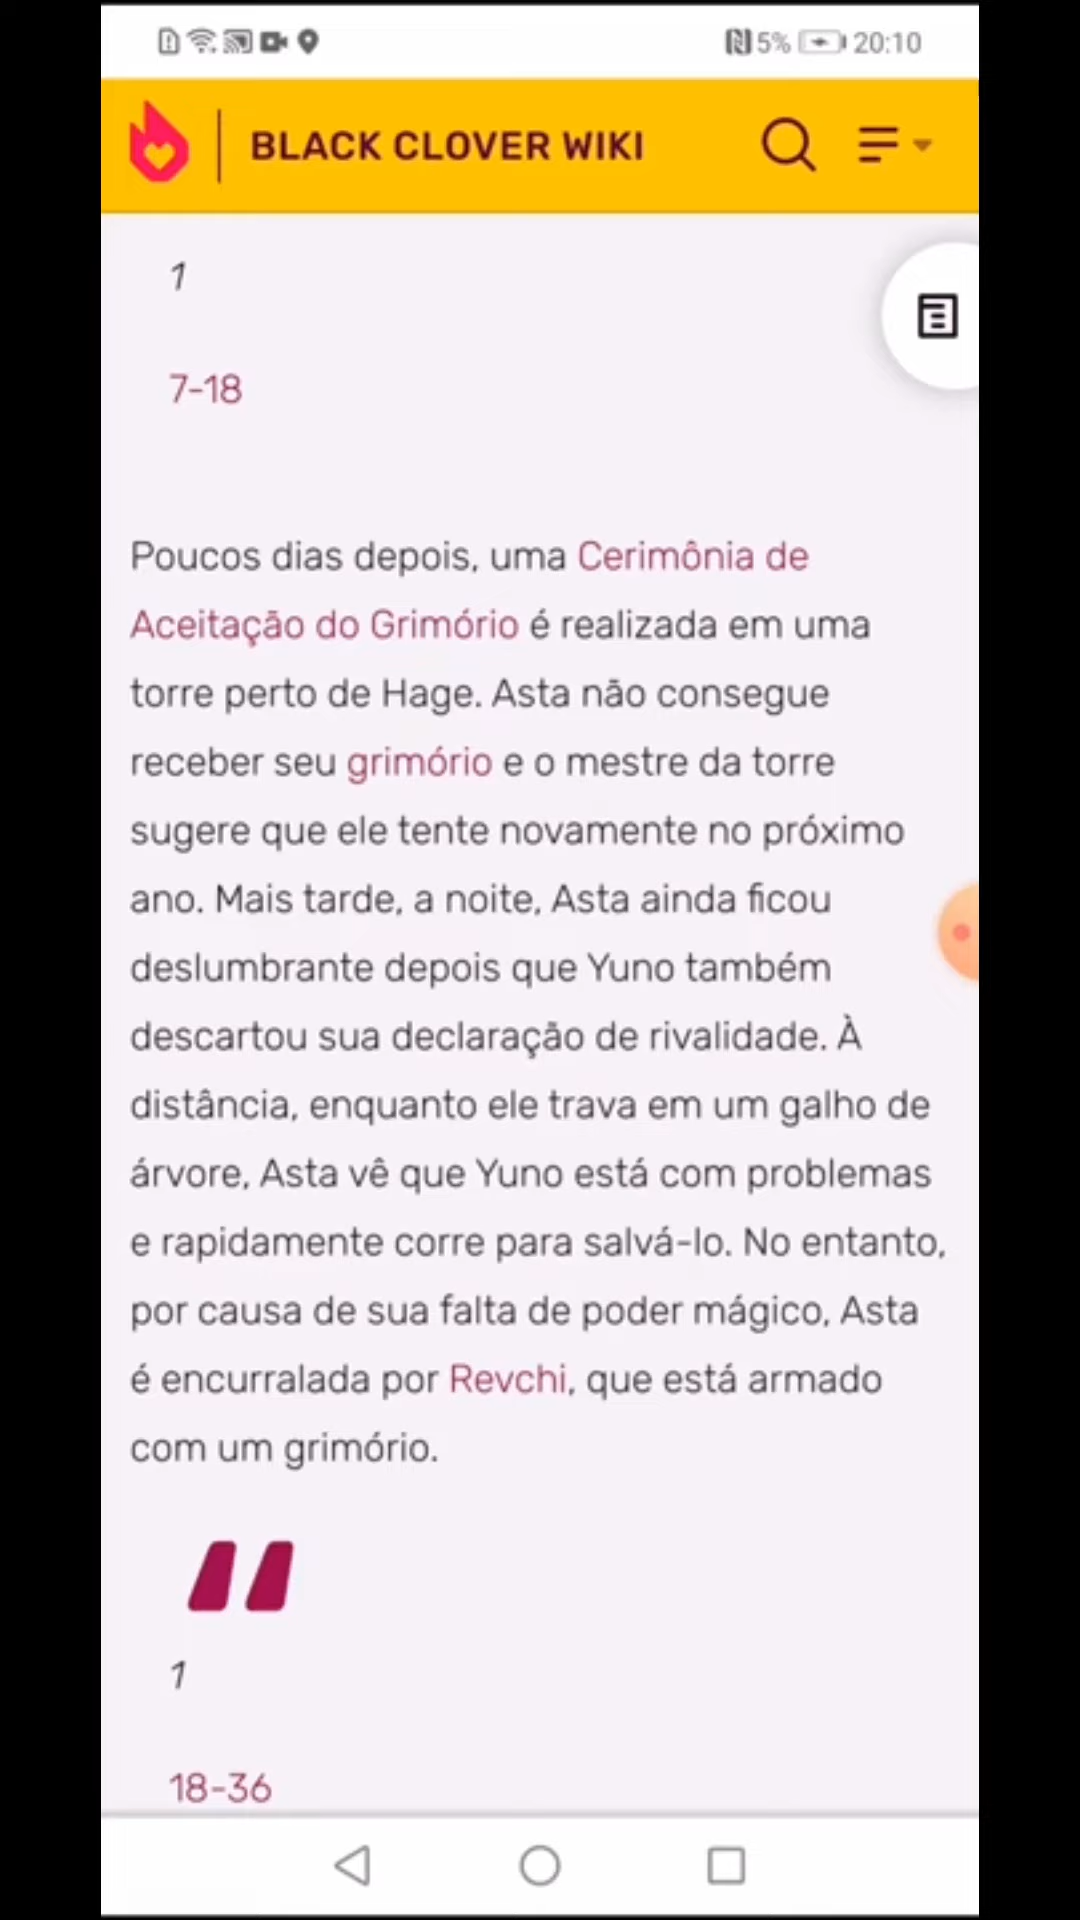 5% 20:10
BLACK CLOVER WIKI
1
7-18
Poucos dias depois, uma Cerimônia de
Aceitação do Grimório é realizada em uma
torre perto de Hage. Asta não consegue
receber seu grimório e o mestre da torre
sugere que ele tente novamente no próximo
ano. Mais tarde, a noite, Asta ainda ficou
deslumbrante depois que Yuno também
descartou sua declaração de rivalidade. À
distância, enquanto ele trava em um galho de
árvore, Asta vê que Yuno está com problemas
e rapidamente corre para salvá-lo. No entanto,
por causa de sua falta de poder mágico, Asta
é encurralada por Revchi, que está armado
com um grimório.
"
1
18-36